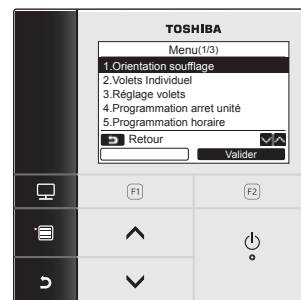 TOSHIBA
Menu(1/3)
1.Orientation soufflage
2.Volets Individuel
3.Réglage volets
4.Programmation arret unité
5.Programmation horaire
Retour
Valider
F1
F2